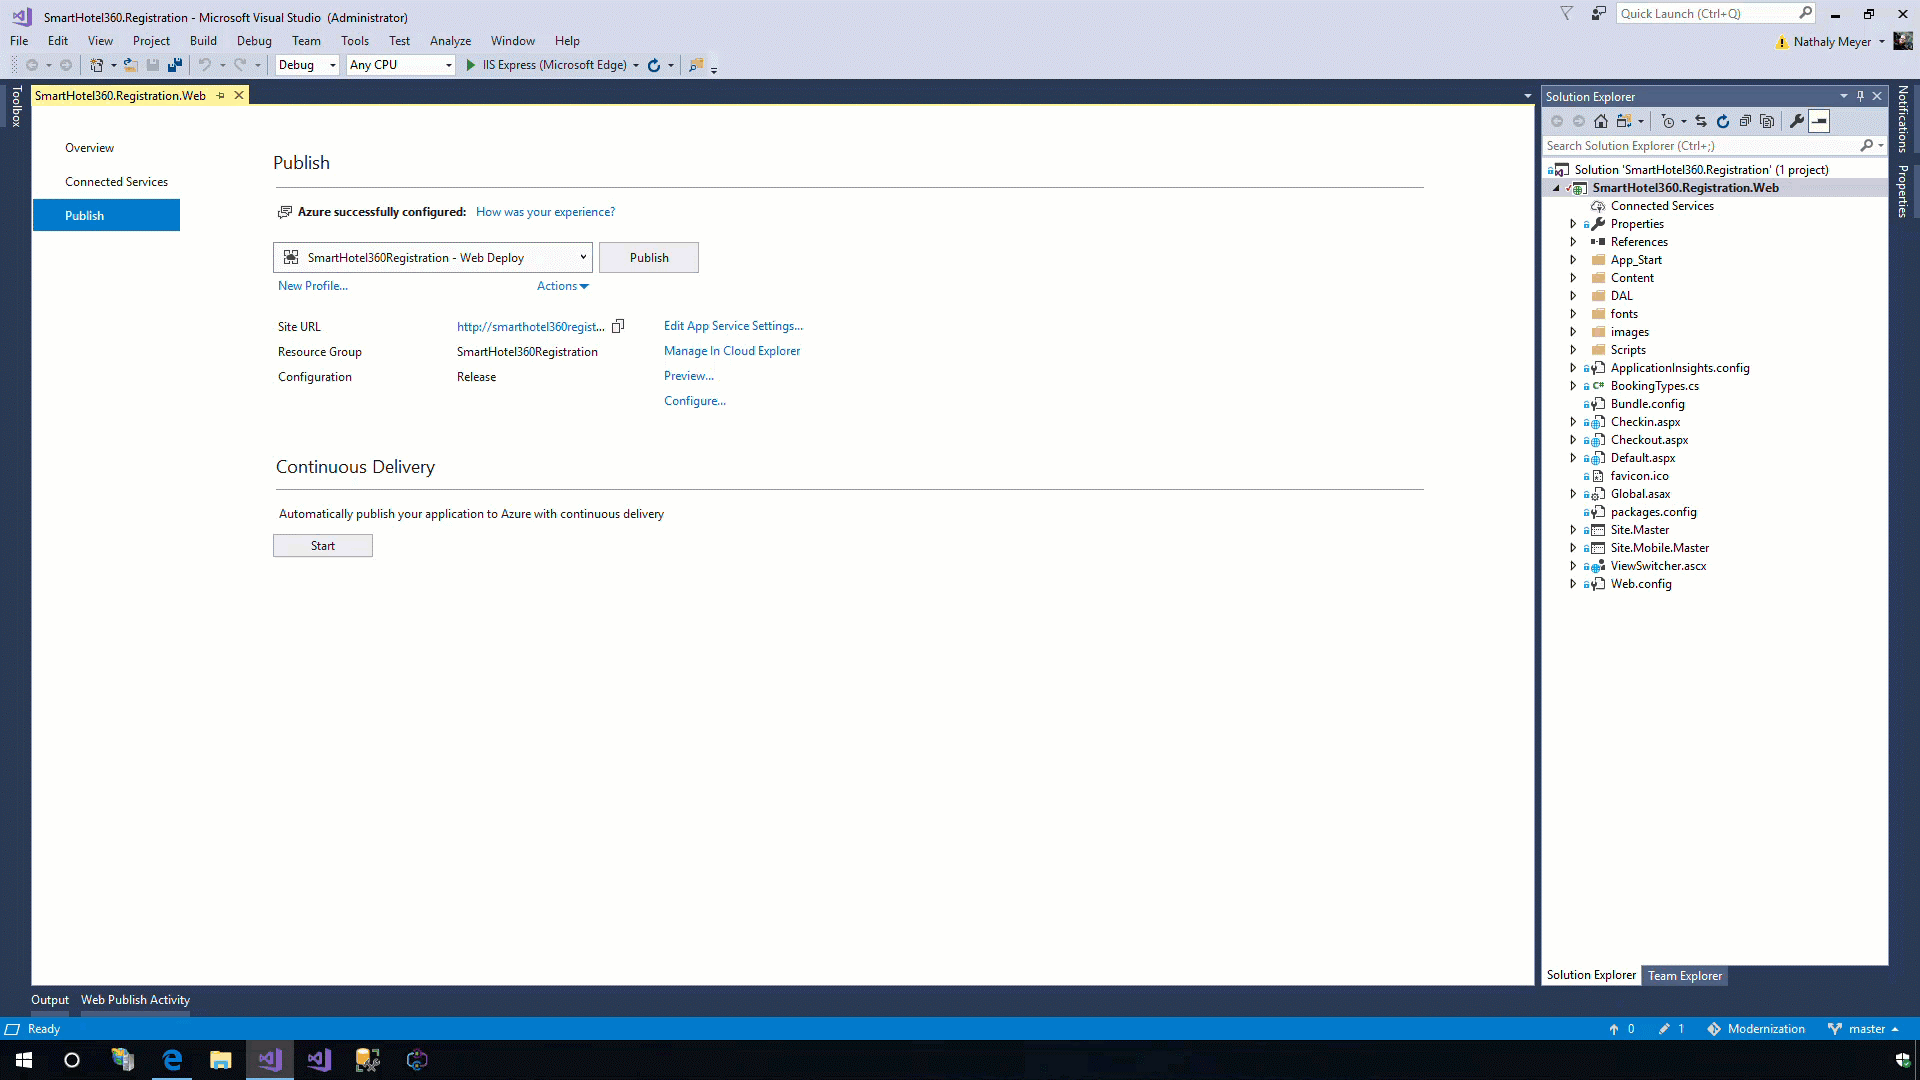 SmartHotel360.Registration - Microsoft Visual Studio (Administrator)
Quick Launch (Ctrl+Q)
File Edit View Project Build Debug Team Tools Test Analyze Window Help
Nathaly Meyer
Debug Any CPU IIS Express (Microsoft Edge)
Toolbox
SmartHotel360.Registration.Web
Overview
Connected Services
Publish
Publish
Azure successfully configured: How was your experience?
SmartHotel360Registration - Web Deploy Publish
New Profile... Actions
Site URL http://smarthotel360regist... Edit App Service Settings...
Resource Group SmartHotel360Registration Manage In Cloud Explorer
Configuration Release Preview...
Configure...
Continuous Delivery
Automatically publish your application to Azure with continuous delivery
Start
Solution Explorer
Search Solution Explorer (Ctrl+;)
Solution 'SmartHotel360.Registration' (1 project)
SmartHotel360.Registration.Web
Connected Services
Properties
References
App_Start
Content
DAL
fonts
images
Scripts
ApplicationInsights.config
C# BookingTypes.cs
Bundle.config
Checkin.aspx
Checkout.aspx
Default.aspx
favicon.ico
Global.asax
packages.config
Site.Master
Site.Mobile.Master
ViewSwitcher.ascx
Web.config
Solution Explorer Team Explorer
Notifications
Properties
Output Web Publish Activity
Ready 0 1 Modernization master